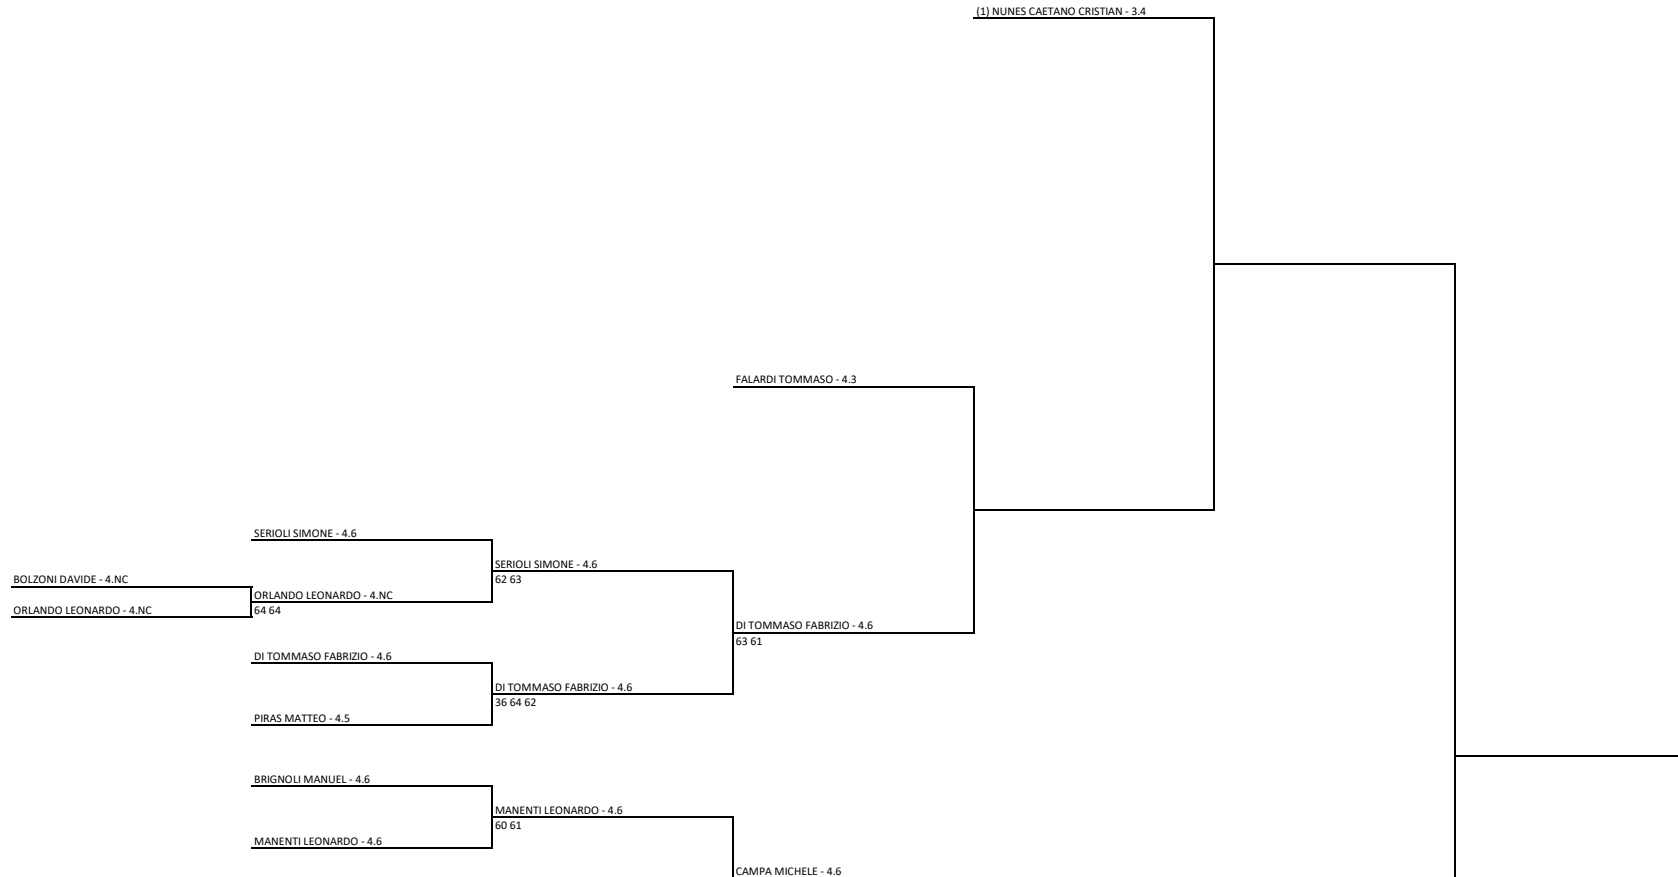 (1) NUNES CAETANO CRISTIAN - 3.4
FALARDI TOMMASO - 4.3
SERIOLI SIMONE - 4.6
SERIOLI SIMONE - 4.6
BOLZONI DAVIDE - 4.NC
62 63
ORLANDO LEONARDO - 4.NC
ORLANDO LEONARDO - 4.NC
64 64
DI TOMMASO FABRIZIO - 4.6
63 61
DI TOMMASO FABRIZIO - 4.6
DI TOMMASO FABRIZIO - 4.6
36 64 62
PIRAS MATTEO - 4.5
BRIGNOLI MANUEL - 4.6
MANENTI LEONARDO - 4.6
60 61
MANENTI LEONARDO - 4.6
CAMPA MICHELE - 4.6